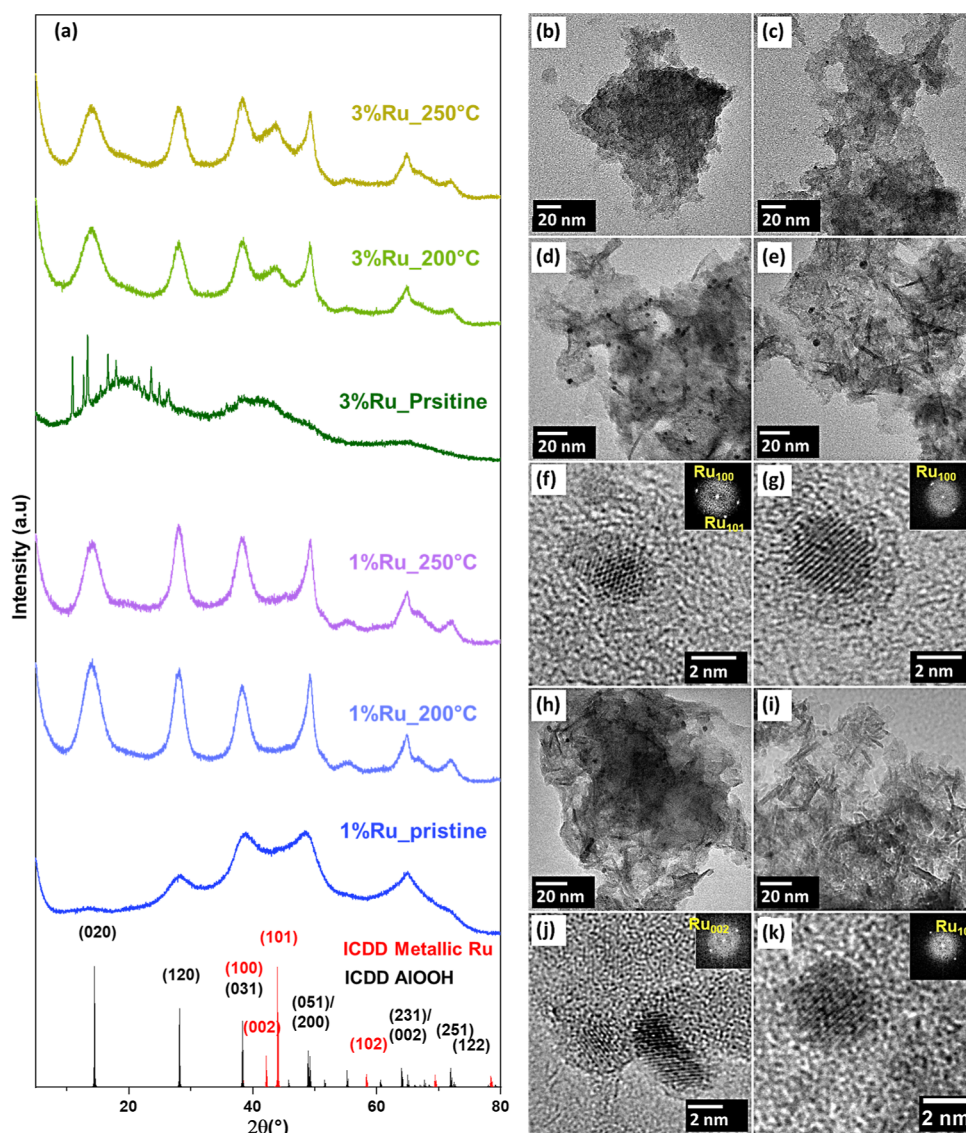 (a)
3%Ru_250°C
3%Ru_200°C
3%Ru_Prsitine
1%Ru_250°C
1%Ru_200°C
1%Ru_pristine
Intensity (a.u)
(020)
(101)
ICDD Metallic Ru
ICDD AlOOH
(120)
(100)
(031)
(002)
(051)/
(200)
(102)
(231)/
(002)
(251)
(122)
20
40
60
80
2θ(°)
(b)
20 nm
(c)
20 nm
(d)
20 nm
(e)
20 nm
(f)
Ru100
Ru101
2 nm
(g)
Ru100
2 nm
(h)
20 nm
(i)
20 nm
(j)
Ru002
2 nm
(k)
Ru10
2 nm